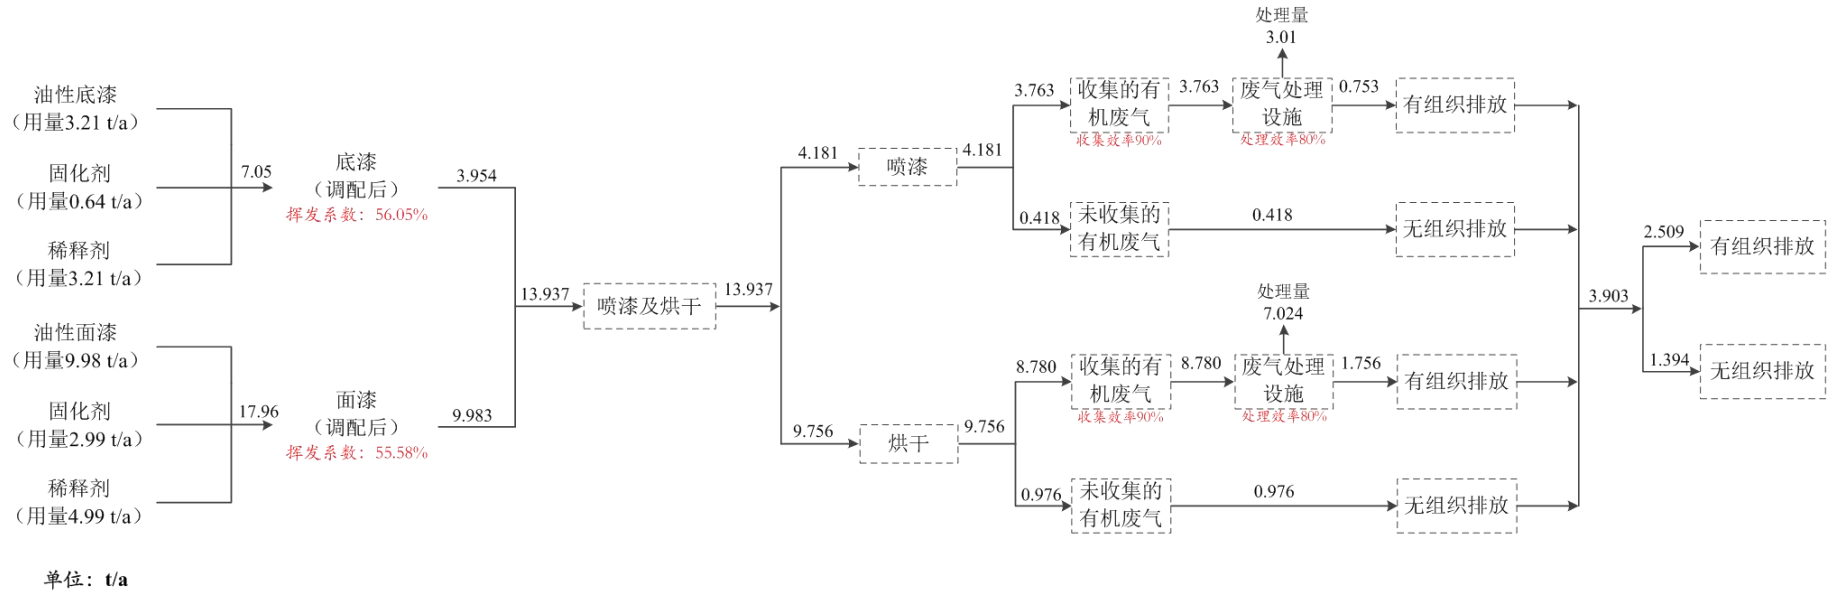 油性底漆
（用量3.21 t/a）
固化剂
（用量0.64 t/a）
稀释剂
（用量3.21 t/a）
7.05
底漆
（调配后）
挥发系数：56.05%
3.954
油性面漆
（用量9.98 t/a）
固化剂
（用量2.99 t/a）
稀释剂
（用量4.99 t/a）
17.96
面漆
（调配后）
挥发系数：55.58%
9.983
13.937
喷漆及烘干
13.937
4.181
喷漆
4.181
3.763
收集的有
机废气
收集效率90%
3.763
处理量
3.01
废气处理
设施
处理效率80%
0.753
有组织排放
0.418
未收集的
有机废气
0.418
无组织排放
9.756
烘干
9.756
8.780
收集的有
机废气
收集效率90%
8.780
处理量
7.024
废气处理
设施
处理效率80%
1.756
有组织排放
0.976
未收集的
有机废气
0.976
无组织排放
3.903
2.509
有组织排放
1.394
无组织排放
单位：t/a